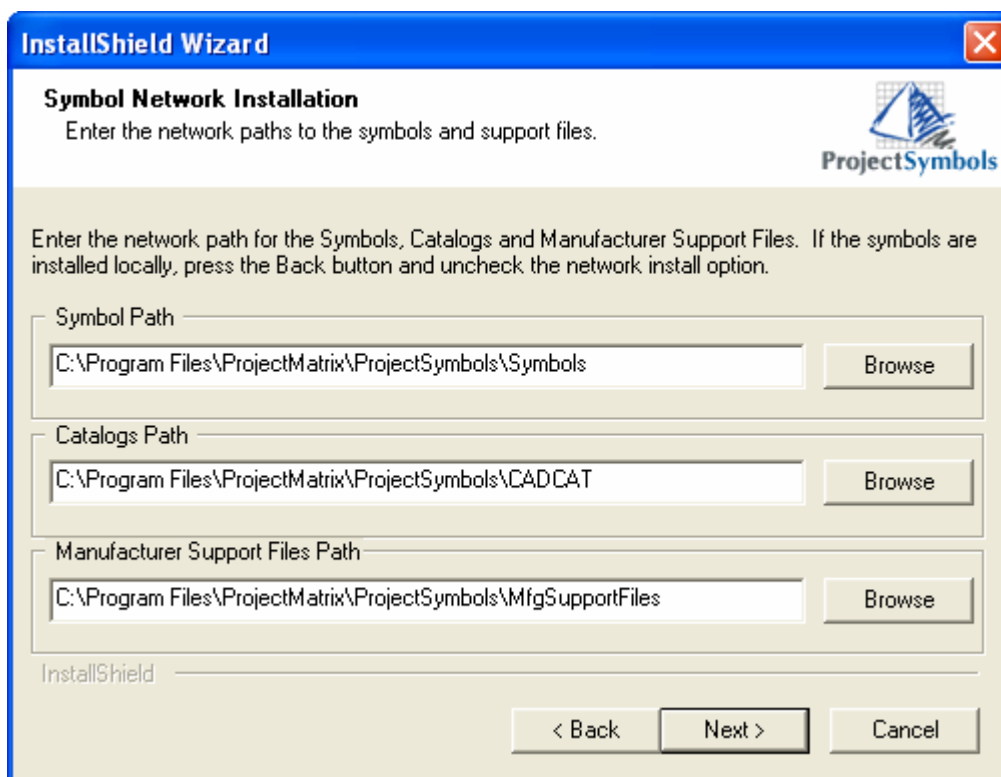 InstallShield Wizard
Symbol Network Installation
Enter the network paths to the symbols and support files.
ProjectSymbols
Enter the network path for the Symbols, Catalogs and Manufacturer Support Files.  If the symbols are
installed locally, press the Back button and uncheck the network install option.
Symbol Path
C:\Program Files\ProjectMatrix\ProjectSymbols\Symbols
Browse
Catalogs Path
C:\Program Files\ProjectMatrix\ProjectSymbols\CADCAT
Browse
Manufacturer Support Files Path
C:\Program Files\ProjectMatrix\ProjectSymbols\MfgSupportFiles
Browse
InstallShield
< Back
Next >
Cancel